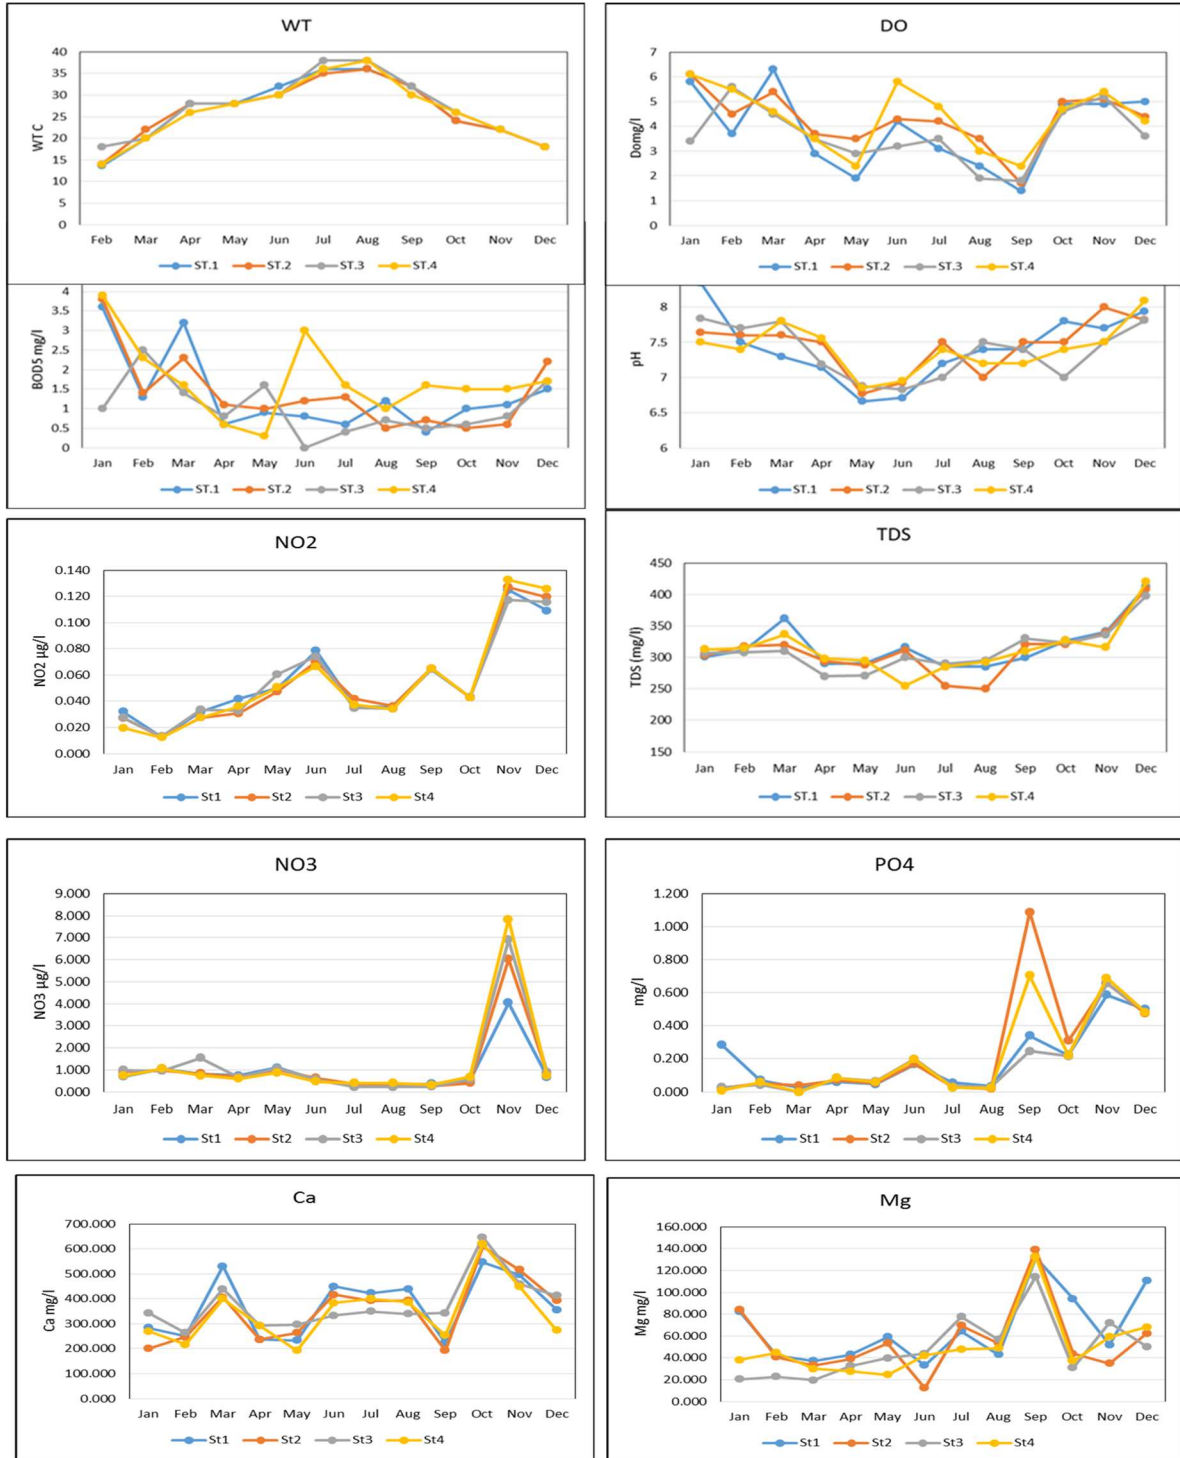 WT
40
35
30
25
20
15
10
5
0
WT C
Feb Mar Apr May Jun Jul Aug Sep Oct Nov Dec
ST.1 ST.2 ST.3 ST.4
DO
7
6
5
4
3
2
1
0
Domg/l
Jan Feb Mar Apr May Jun Jul Aug Sep Oct Nov Dec
ST.1 ST.2 ST.3 ST.4
4
3.5
3
2.5
2
1.5
1
0.5
0
BOD5 mg/l
Jan Feb Mar Apr May Jun Jul Aug Sep Oct Nov Dec
ST.1 ST.2 ST.3 ST.4
8
7.5
7
6.5
6
pH
Jan Feb Mar Apr May Jun Jul Aug Sep Oct Nov Dec
ST.1 ST.2 ST.3 ST.4
NO2
0.140
0.120
0.100
0.080
0.060
0.040
0.020
0.000
NO2 µg/l
Jan Feb Mar Apr May Jun Jul Aug Sep Oct Nov Dec
St1 St2 St3 St4
TDS
450
400
350
300
250
200
150
TDS (mg/l)
Jan Feb Mar Apr May Jun Jul Aug Sep Oct Nov Dec
ST.1 ST.2 ST.3 ST.4
NO3
9.000
8.000
7.000
6.000
5.000
4.000
3.000
2.000
1.000
0.000
NO3 µg/l
Jan Feb Mar Apr May Jun Jul Aug Sep Oct Nov Dec
St1 St2 St3 St4
PO4
1.200
1.000
0.800
0.600
0.400
0.200
0.000
mg/l
Jan Feb Mar Apr May Jun Jul Aug Sep Oct Nov Dec
St1 St2 St3 St4
Ca
700.000
600.000
500.000
400.000
300.000
200.000
100.000
0.000
Ca mg/l
Jan Feb Mar Apr May Jun Jul Aug Sep Oct Nov Dec
St1 St2 St3 St4
Mg
160.000
140.000
120.000
100.000
80.000
60.000
40.000
20.000
0.000
Mg mg/l
Jan Feb Mar Apr May Jun Jul Aug Sep Oct Nov Dec
St1 St2 St3 St4